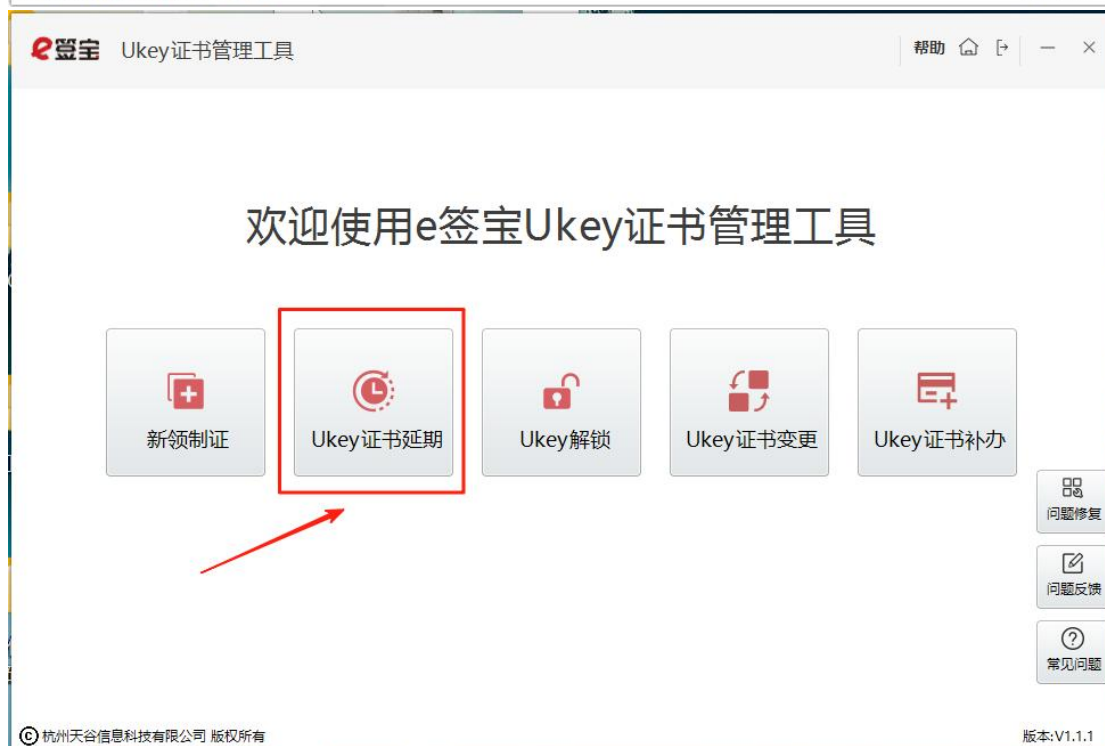 e签宝 Ukey证书管理工具 帮助
欢迎使用e签宝Ukey证书管理工具
新领制证 Ukey证书延期 Ukey解锁 Ukey证书变更 Ukey证书补办
问题修复
问题反馈
常见问题
©杭州天谷信息科技有限公司 版权所有 版本:V1.1.1